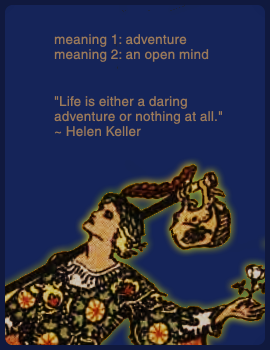 meaning 1: adventure
meaning 2: an open mind
"Life is either a daring
adventure or nothing at all."
~ Helen Keller